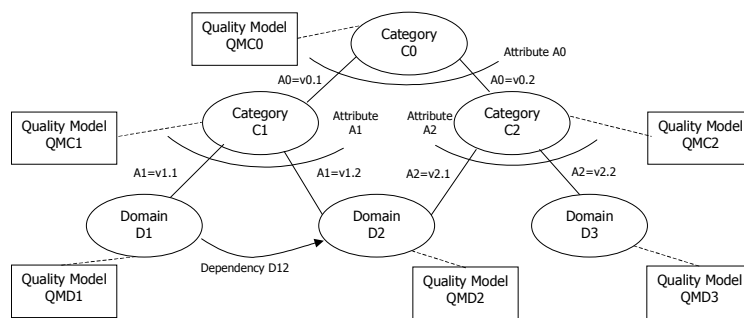 Quality Model
QMC0
Category
C0
Attribute A0
A0=v0.1
A0=v0.2
Quality Model
QMC1
Category
C1
Attribute
A1
Attribute
A2
Category
C2
Quality Model
QMC2
A1=v1.1
A1=v1.2
A2=v2.1
A2=v2.2
Domain
D1
Domain
D2
Domain
D3
Dependency D12
Quality Model
QMD1
Quality Model
QMD2
Quality Model
QMD3